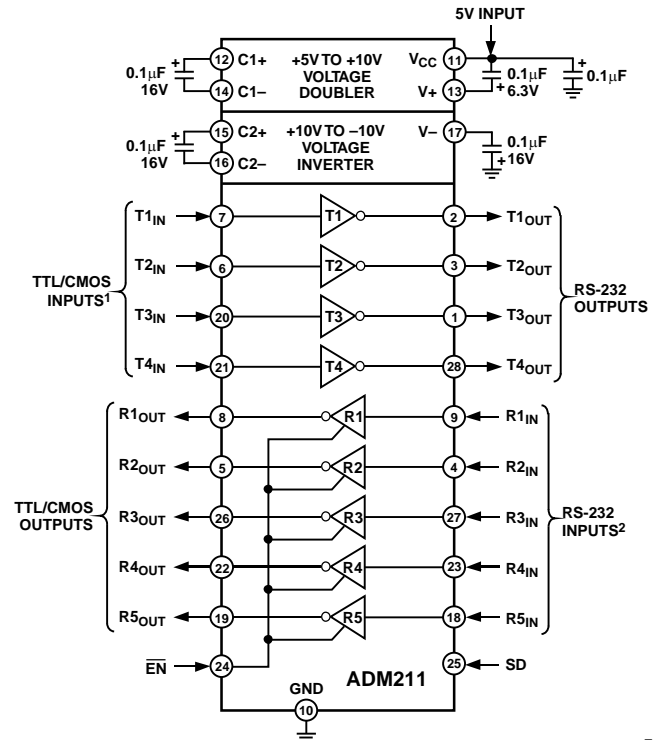 5V INPUT
12 C1+ +5V TO +10V VOLTAGE DOUBLER VCC 11
0.1μF 16V
14 C1– V+ 13
+ 0.1μF 6.3V
+ 0.1μF
15 C2+ +10V TO –10V VOLTAGE INVERTER V– 17
+ 0.1μF 16V
16 C2–
0.1μF +16V
T1IN 7 T1 2 T1OUT
T2IN 6 T2 3 T2OUT
TTL/CMOS INPUTS1
RS-232 OUTPUTS
T3IN 20 T3 1 T3OUT
T4IN 21 T4 28 T4OUT
R1OUT 8 R1 9 R1IN
R2OUT 5 R2 4 R2IN
TTL/CMOS OUTPUTS
RS-232 INPUTS2
R3OUT 26 R3 27 R3IN
R4OUT 22 R4 23 R4IN
R5OUT 19 R5 18 R5IN
EN 24 25 SD
ADM211
GND
10